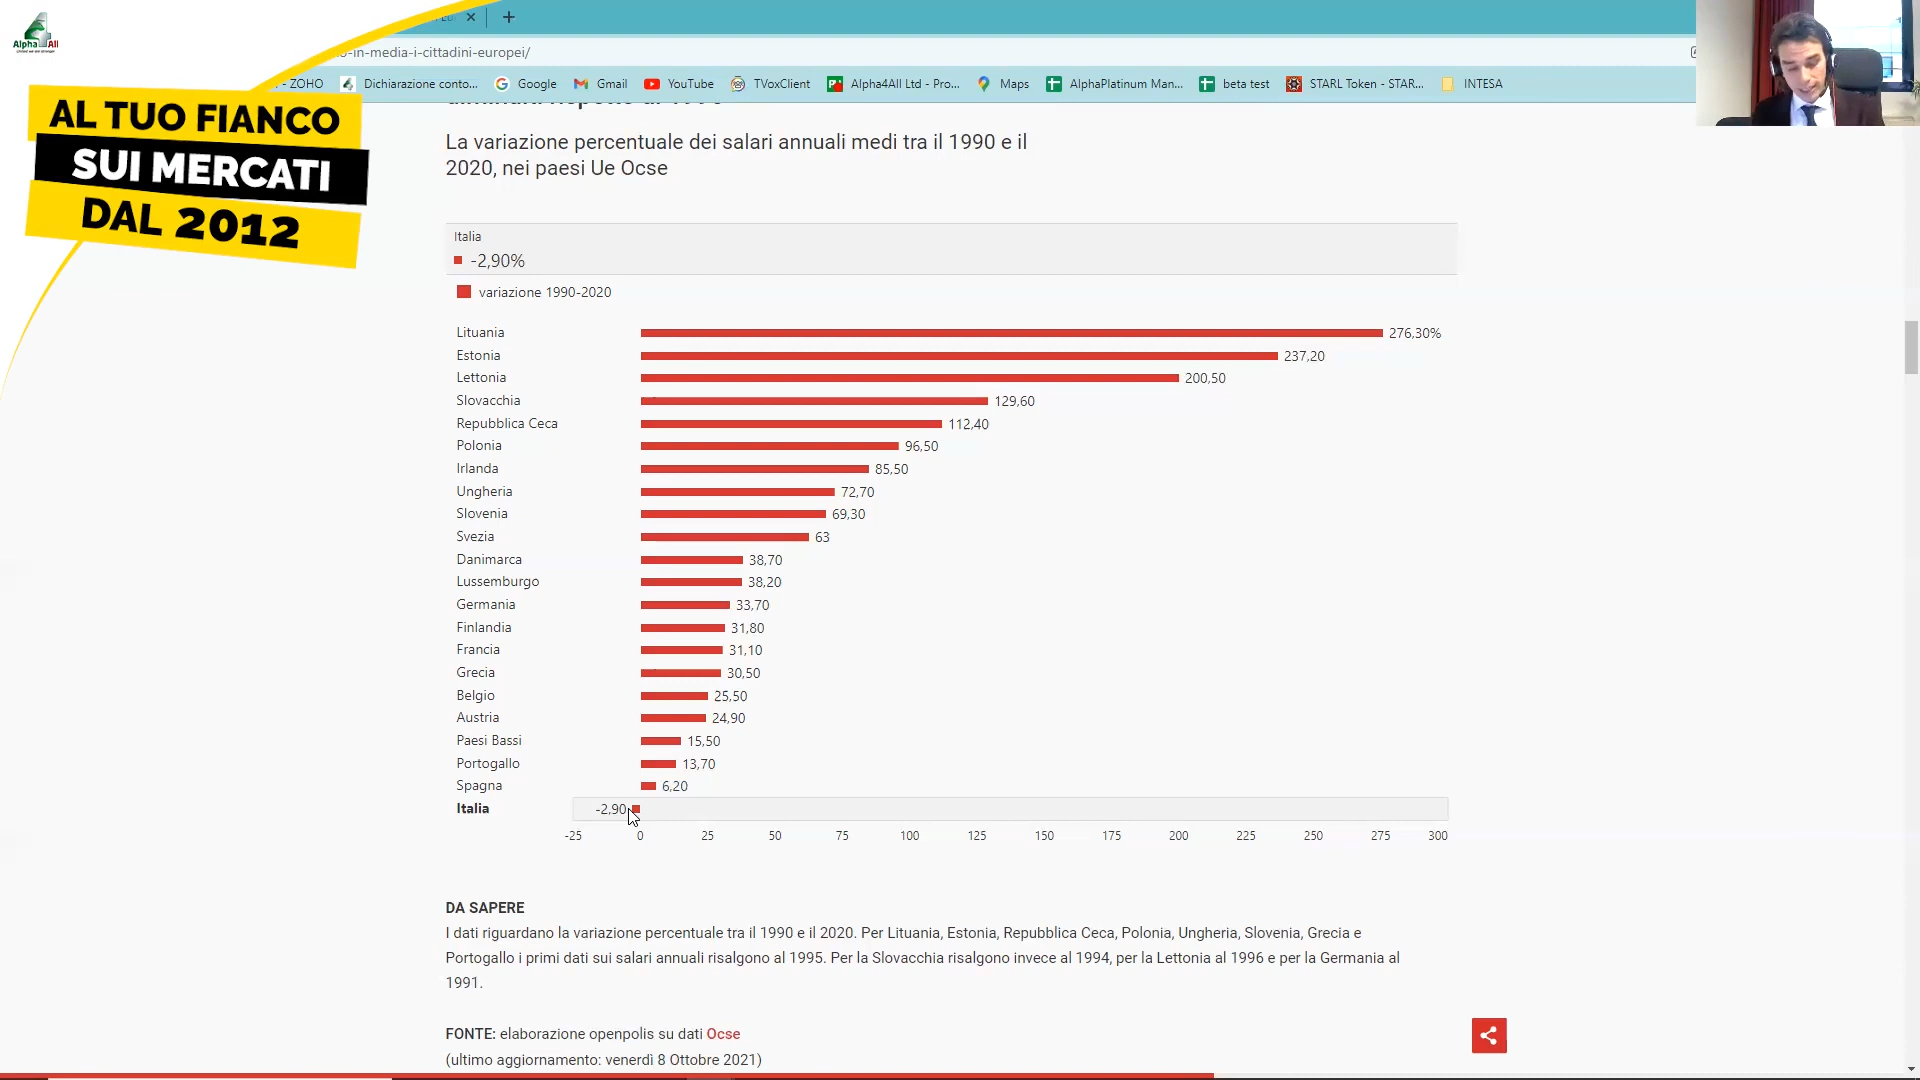 Alpha4All
AL TUO FIANCO
SUI MERCATI
DAL 2012
o-in-media-i-cittadini-europei/
- ZOHO
Dichiarazione conto...
Google
Gmail
YouTube
TVoxClient
Alpha4All Ltd - Pro...
Maps
AlphaPlatinum Man...
beta test
STARL Token - STAR...
INTESA
La variazione percentuale dei salari annuali medi tra il 1990 e il
2020, nei paesi Ue Ocse
Italia
-2,90%
variazione 1990-2020
Lituania 276,30%
Estonia 237,20
Lettonia 200,50
Slovacchia 129,60
Repubblica Ceca 112,40
Polonia 96,50
Irlanda 85,50
Ungheria 72,70
Slovenia 69,30
Svezia 63
Danimarca 38,70
Lussemburgo 38,20
Germania 33,70
Finlandia 31,80
Francia 31,10
Grecia 30,50
Belgio 25,50
Austria 24,90
Paesi Bassi 15,50
Portogallo 13,70
Spagna 6,20
Italia -2,90
-25 0 25 50 75 100 125 150 175 200 225 250 275 300
DA SAPERE
I dati riguardano la variazione percentuale tra il 1990 e il 2020. Per Lituania, Estonia, Repubblica Ceca, Polonia, Ungheria, Slovenia, Grecia e
Portogallo i primi dati sui salari annuali risalgono al 1995. Per la Slovacchia risalgono invece al 1994, per la Lettonia al 1996 e per la Germania al
1991.
FONTE: elaborazione openpolis su dati Ocse
(ultimo aggiornamento: venerdì 8 Ottobre 2021)